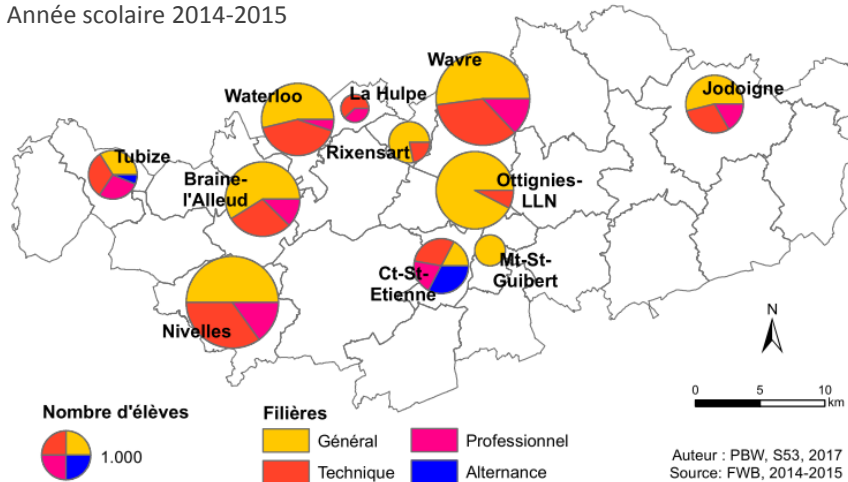 Année scolaire 2014-2015
Wavre
La Hulpe
Waterloo
Jodoigne
Rixensart
Tubize
Braine-
l'Alleud
Ottignies-
LLN
Mt-St-
Guibert
Ct-St-
Etienne
Nivelles
N
0 5 10
km
Nombre d'élèves
1.000
Filières
Général
Professionnel
Technique
Alternance
Auteur : PBW, S53, 2017
Source: FWB, 2014-2015